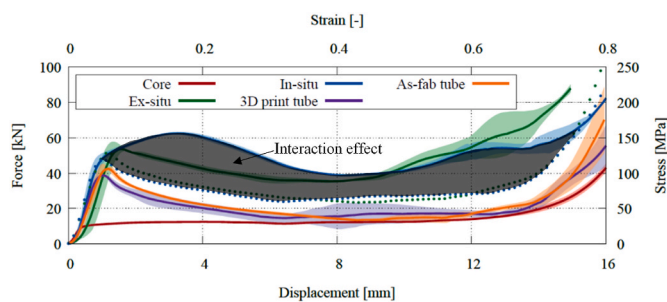 Strain [-]
0 0.2 0.4 0.6 0.8
100 250
80 200
60 150
40 100
20 50
0 0
Core In-situ As-fab tube
Ex-situ 3D print tube
Interaction effect
Force [kN]
Stress [MPa]
0 4 8 12 16
Displacement [mm]